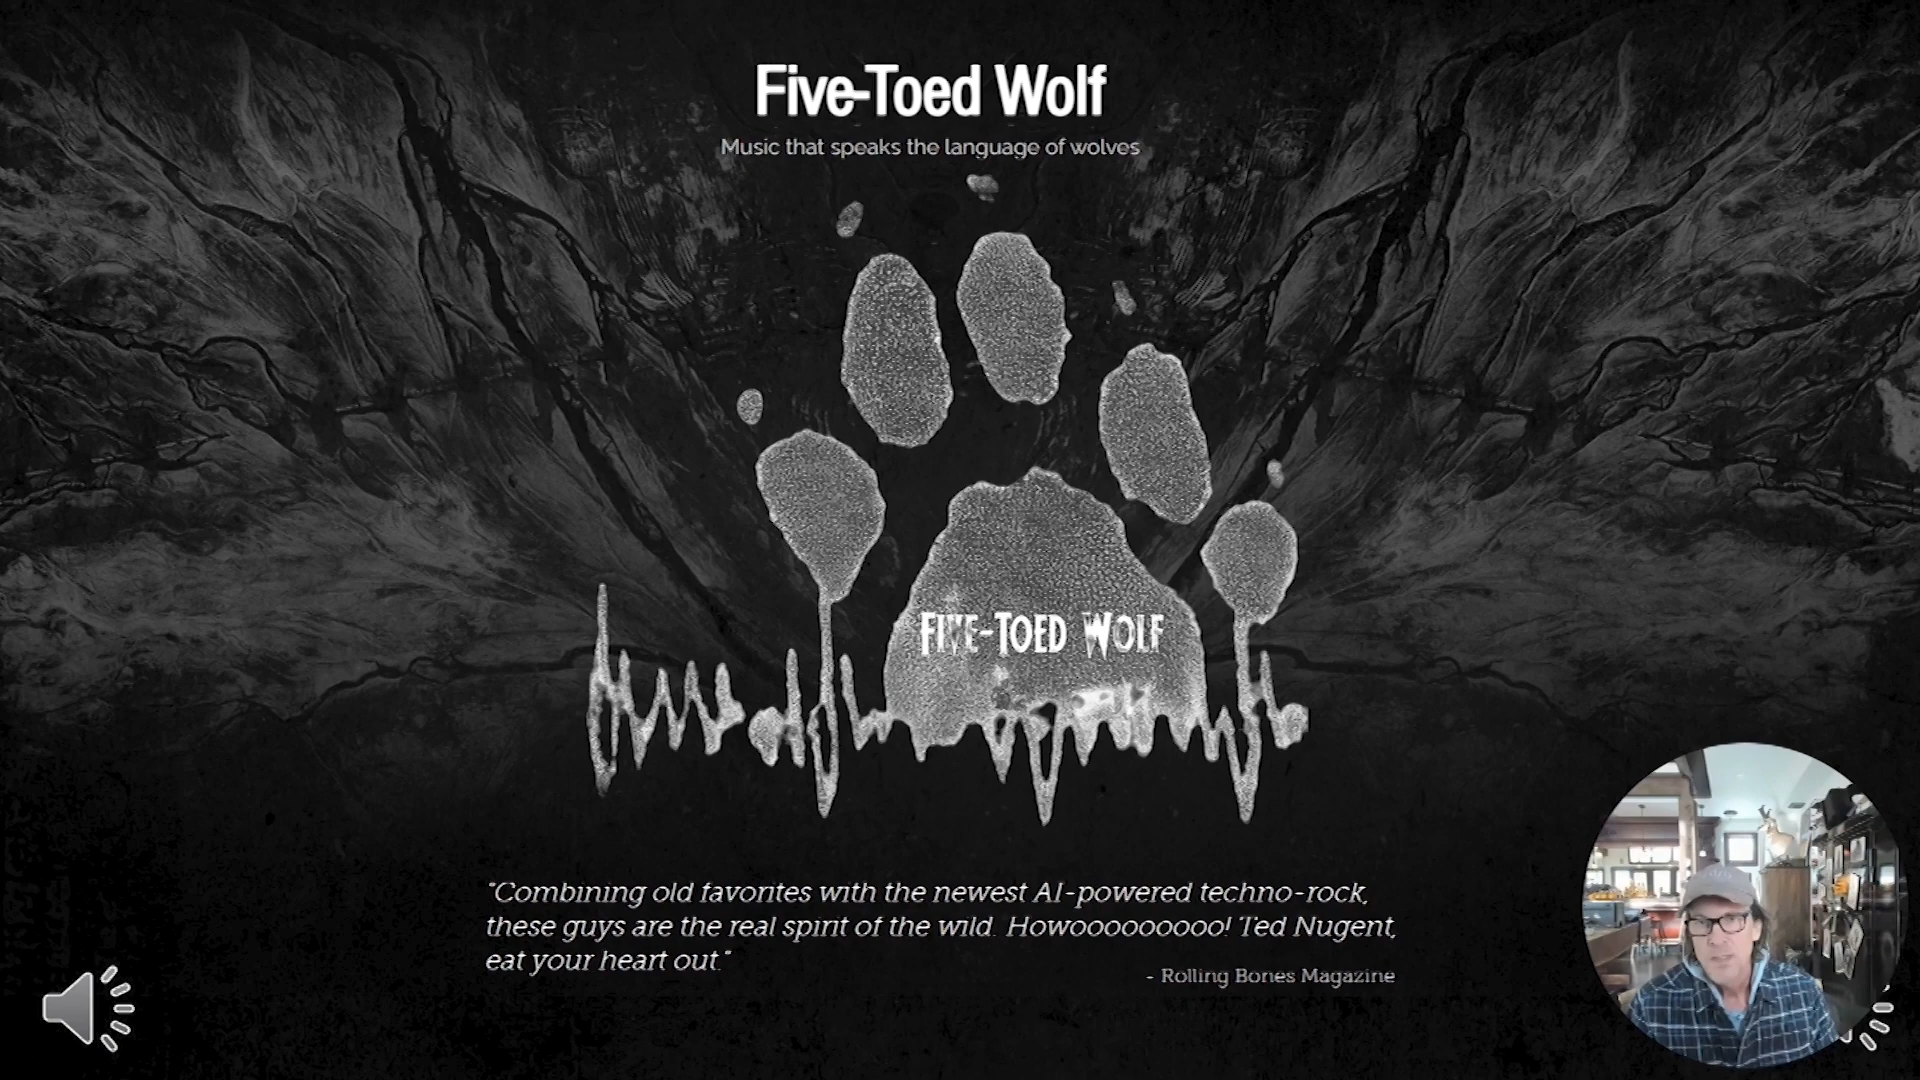 Five-Toed Wolf
Music that speaks the language of wolves
FIVE-TOED WOLF
"Combining old favorites with the newest AI-powered techno-rock,
these guys are the real spirit of the wild. Howooooooooo! Ted Nugent,
eat your heart out."
- Rolling Bones Magazine